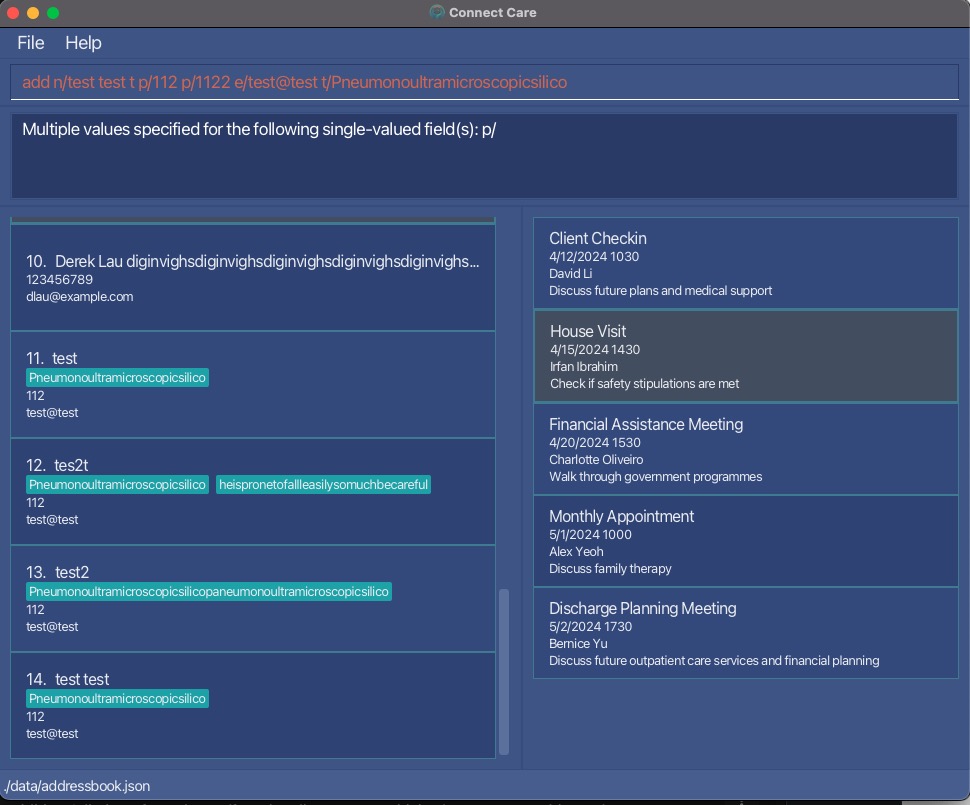 Connect Care
File Help
add n/test test t p/112 p/1122 e/test@test t/Pneumonoultramicroscopicsilico
Multiple values specified for the following single-valued field(s): p/
10. Derek Lau diginvighsdiginvighsdiginvighsdiginvighsdiginvighs...
123456789
dlau@example.com
11. test
Pneumonoultramicroscopicsilico
112
test@test
12. tes2t
Pneumonoultramicroscopicsilico heispronetofallleasilysomuchbecareful
112
test@test
13. test2
Pneumonoultramicroscopicsilicopaneumonoultramicroscopicsilico
112
test@test
14. test test
Pneumonoultramicroscopicsilico
112
test@test
Client Checkin
4/12/2024 1030
David Li
Discuss future plans and medical support
House Visit
4/15/2024 1430
Irfan Ibrahim
Check if safety stipulations are met
Financial Assistance Meeting
4/20/2024 1530
Charlotte Oliveiro
Walk through government programmes
Monthly Appointment
5/1/2024 1000
Alex Yeoh
Discuss family therapy
Discharge Planning Meeting
5/2/2024 1730
Bernice Yu
Discuss future outpatient care services and financial planning
./data/addressbook.json